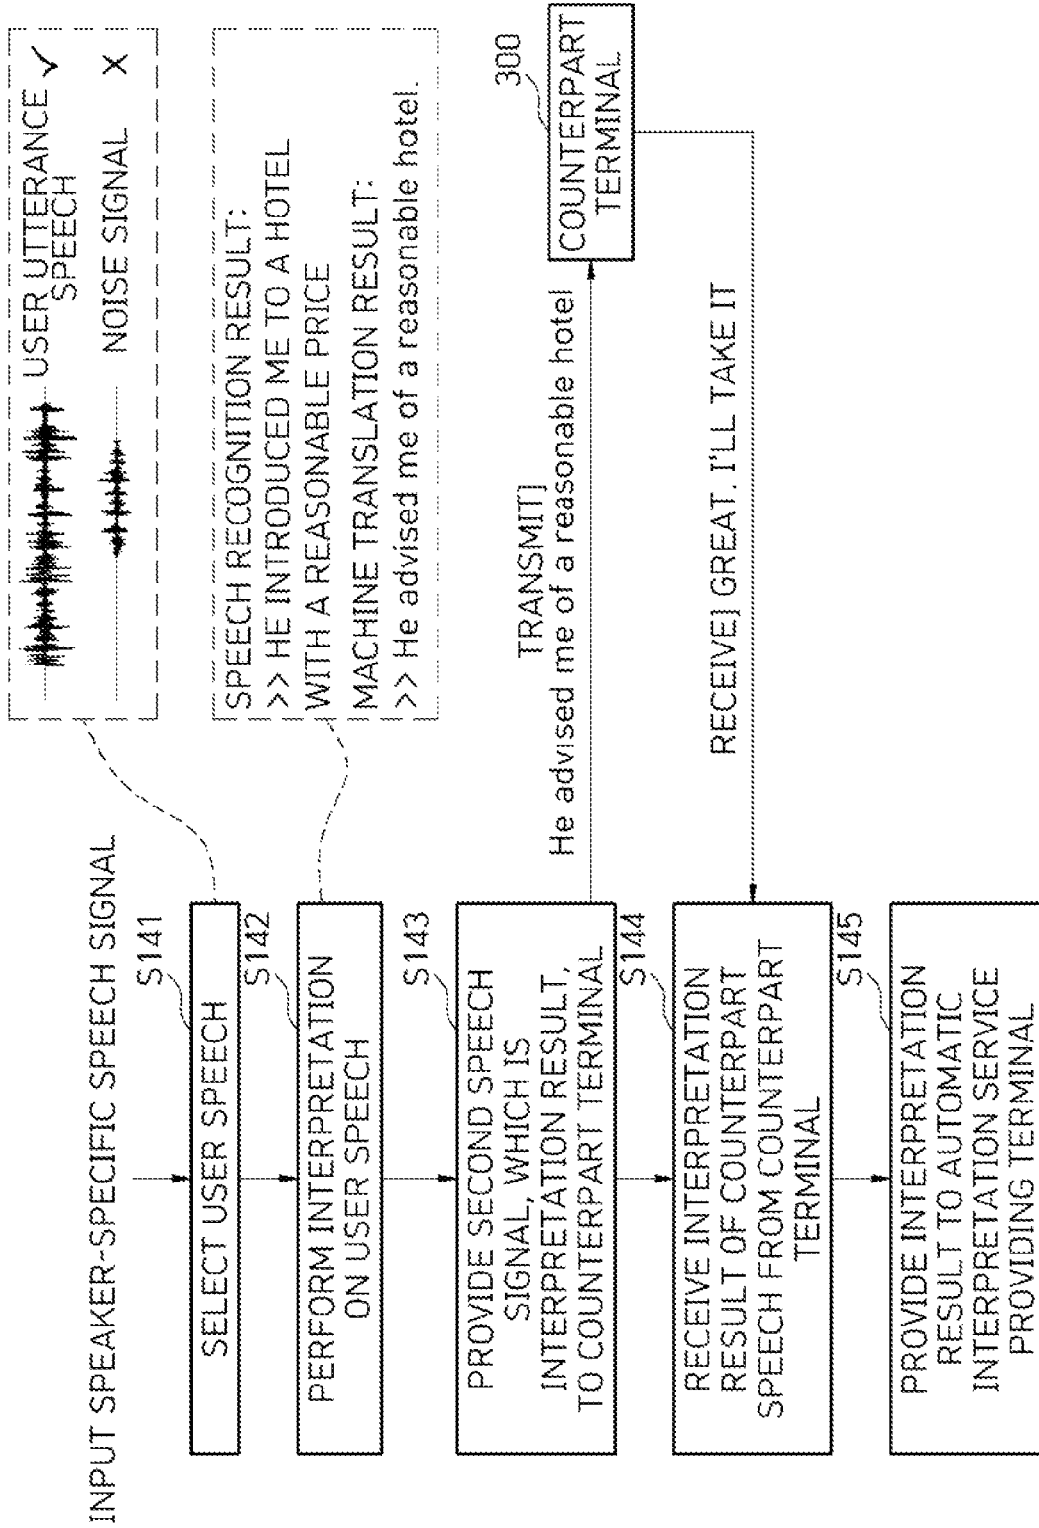 INPUT SPEAKER-SPECIFIC SPEECH SIGNAL
S141
SELECT USER SPEECH
USER UTTERANCE
SPEECH
✓
NOISE SIGNAL
X
S142
PERFORM INTERPRETATION
ON USER SPEECH
SPEECH RECOGNITION RESULT:
>> HE INTRODUCED ME TO A HOTEL
WITH A REASONABLE PRICE
MACHINE TRANSLATION RESULT:
>> He advised me of a reasonable hotel.
S143
PROVIDE SECOND SPEECH
SIGNAL, WHICH IS
INTERPRETATION RESULT,
TO COUNTERPART TERMINAL
TRANSMIT]
He advised me of a reasonable hotel
300
COUNTERPART
TERMINAL
S144
RECEIVE INTERPRETATION
RESULT OF COUNTERPART
SPEECH FROM COUNTERPART
TERMINAL
RECEIVE] GREAT. I'LL TAKE IT
S145
PROVIDE INTERPRETATION
RESULT TO AUTOMATIC
INTERPRETATION SERVICE
PROVIDING TERMINAL